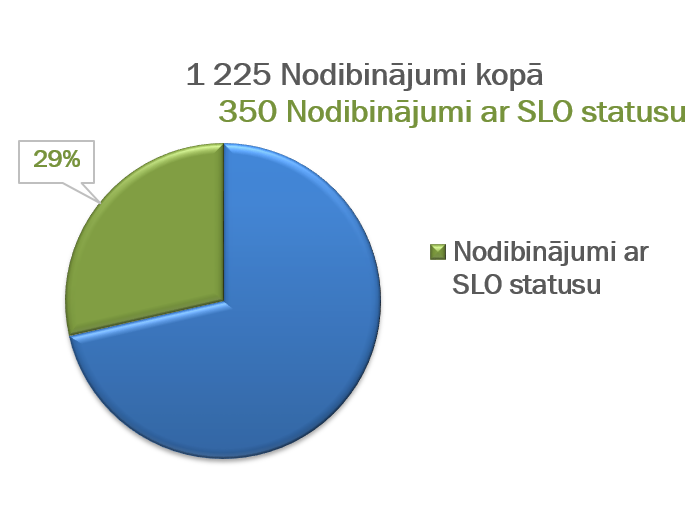 1 225 Nodibinājumi kopā
350 Nodibinājumi ar SLO statusu
29%
Nodibinājumi ar
SLO statusu